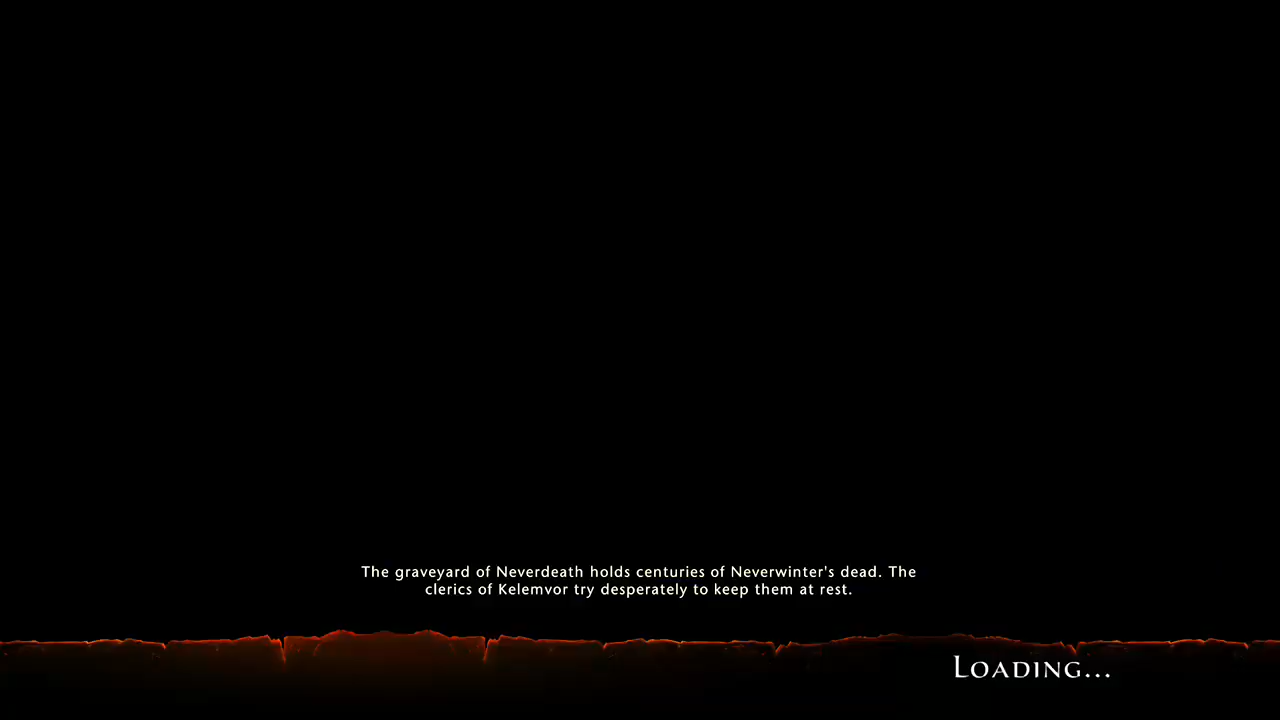 The graveyard of Neverdeath holds centuries of Neverwinter's dead. The
clerics of Kelemvor try desperately to keep them at rest.
Loading...